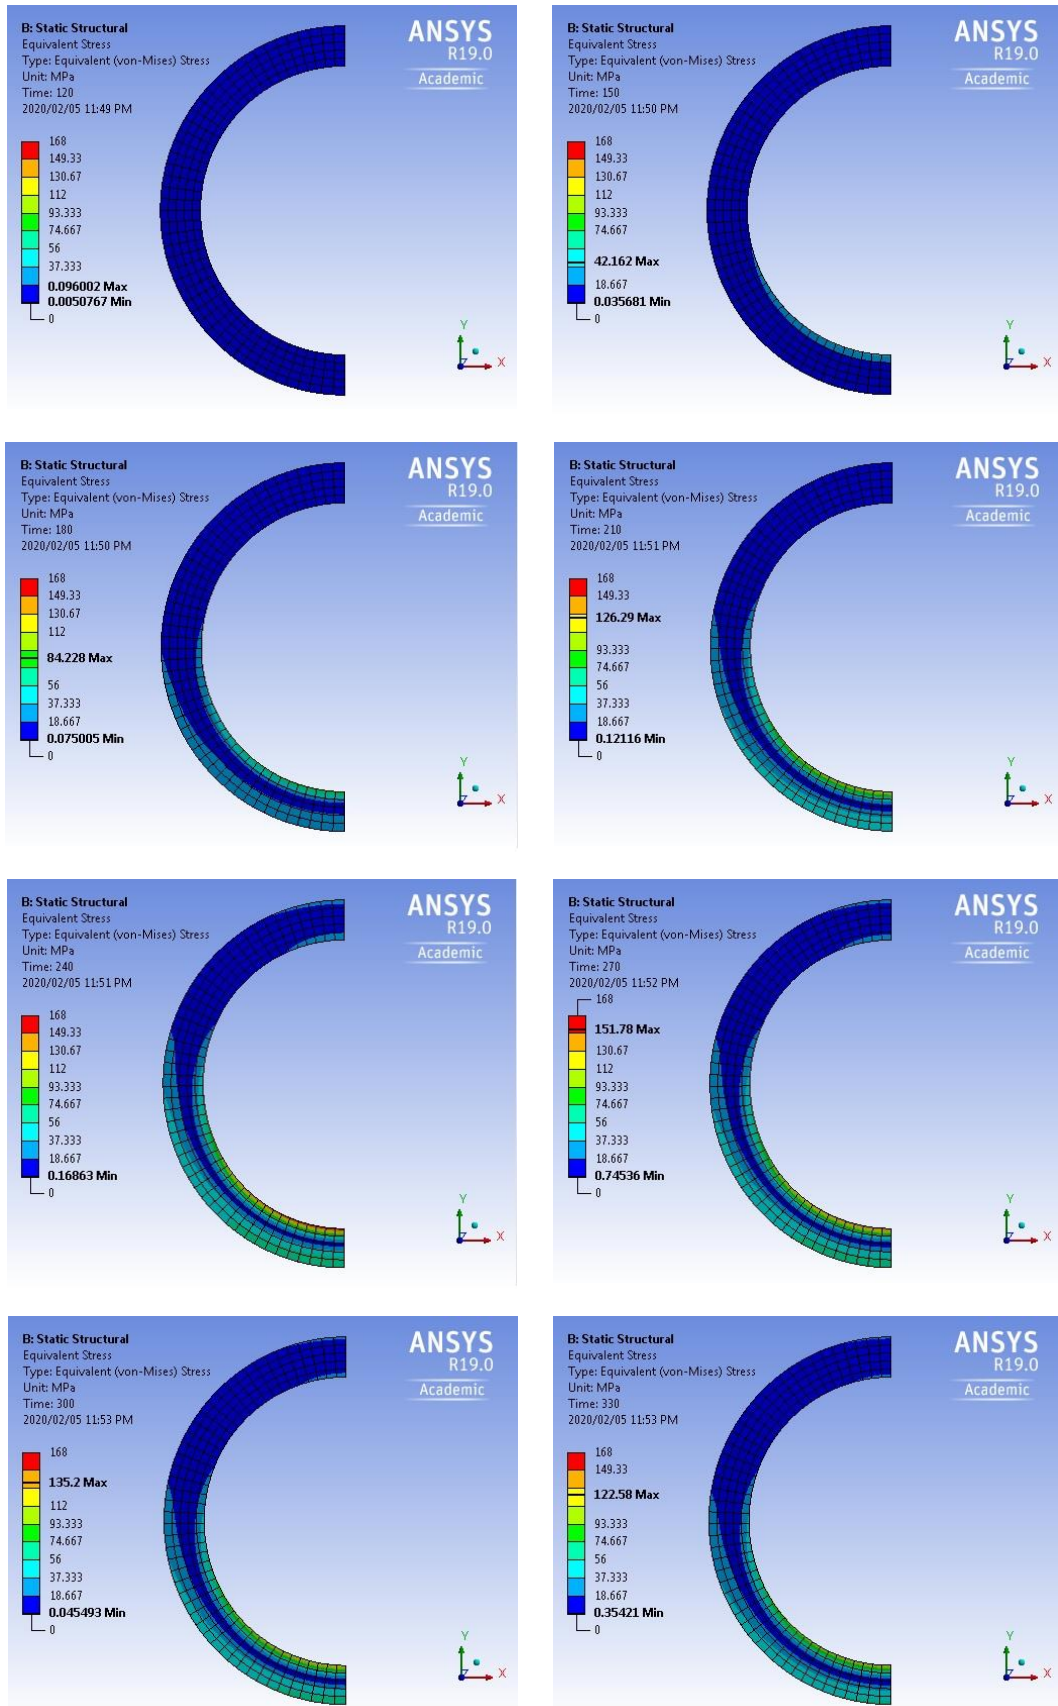 B: Static Structural
Equivalent Stress
Type: Equivalent (von-Mises) Stress
Unit: MPa
Time: 120
2020/02/05 11:49 PM
ANSYS
R19.0
Academic
168
149.33
130.67
112
93.333
74.667
56
37.333
0.096002 Max
0.0050767 Min
0
Y
Z
X
B: Static Structural
Equivalent Stress
Type: Equivalent (von-Mises) Stress
Unit: MPa
Time: 150
2020/02/05 11:50 PM
ANSYS
R19.0
Academic
168
149.33
130.67
112
93.333
74.667
42.162 Max
18.667
0.035681 Min
0
Y
Z
X
B: Static Structural
Equivalent Stress
Type: Equivalent (von-Mises) Stress
Unit: MPa
Time: 180
2020/02/05 11:50 PM
ANSYS
R19.0
Academic
168
149.33
130.67
112
84.228 Max
56
37.333
18.667
0.075005 Min
0
Y
Z
X
B: Static Structural
Equivalent Stress
Type: Equivalent (von-Mises) Stress
Unit: MPa
Time: 210
2020/02/05 11:51 PM
ANSYS
R19.0
Academic
168
149.33
126.29 Max
93.333
74.667
56
37.333
18.667
0.12116 Min
0
Y
Z
X
B: Static Structural
Equivalent Stress
Type: Equivalent (von-Mises) Stress
Unit: MPa
Time: 240
2020/02/05 11:51 PM
ANSYS
R19.0
Academic
168
149.33
130.67
112
93.333
74.667
56
37.333
18.667
0.16863 Min
0
Y
Z
X
B: Static Structural
Equivalent Stress
Type: Equivalent (von-Mises) Stress
Unit: MPa
Time: 270
2020/02/05 11:52 PM
ANSYS
R19.0
Academic
168
151.78 Max
130.67
112
93.333
74.667
56
37.333
18.667
0.74536 Min
0
Y
Z
X
B: Static Structural
Equivalent Stress
Type: Equivalent (von-Mises) Stress
Unit: MPa
Time: 300
2020/02/05 11:53 PM
ANSYS
R19.0
Academic
168
135.2 Max
112
93.333
74.667
56
37.333
18.667
0.045493 Min
0
Y
Z
X
B: Static Structural
Equivalent Stress
Type: Equivalent (von-Mises) Stress
Unit: MPa
Time: 330
2020/02/05 11:53 PM
ANSYS
R19.0
Academic
168
149.33
122.58 Max
93.333
74.667
56
37.333
18.667
0.35421 Min
0
Y
Z
X